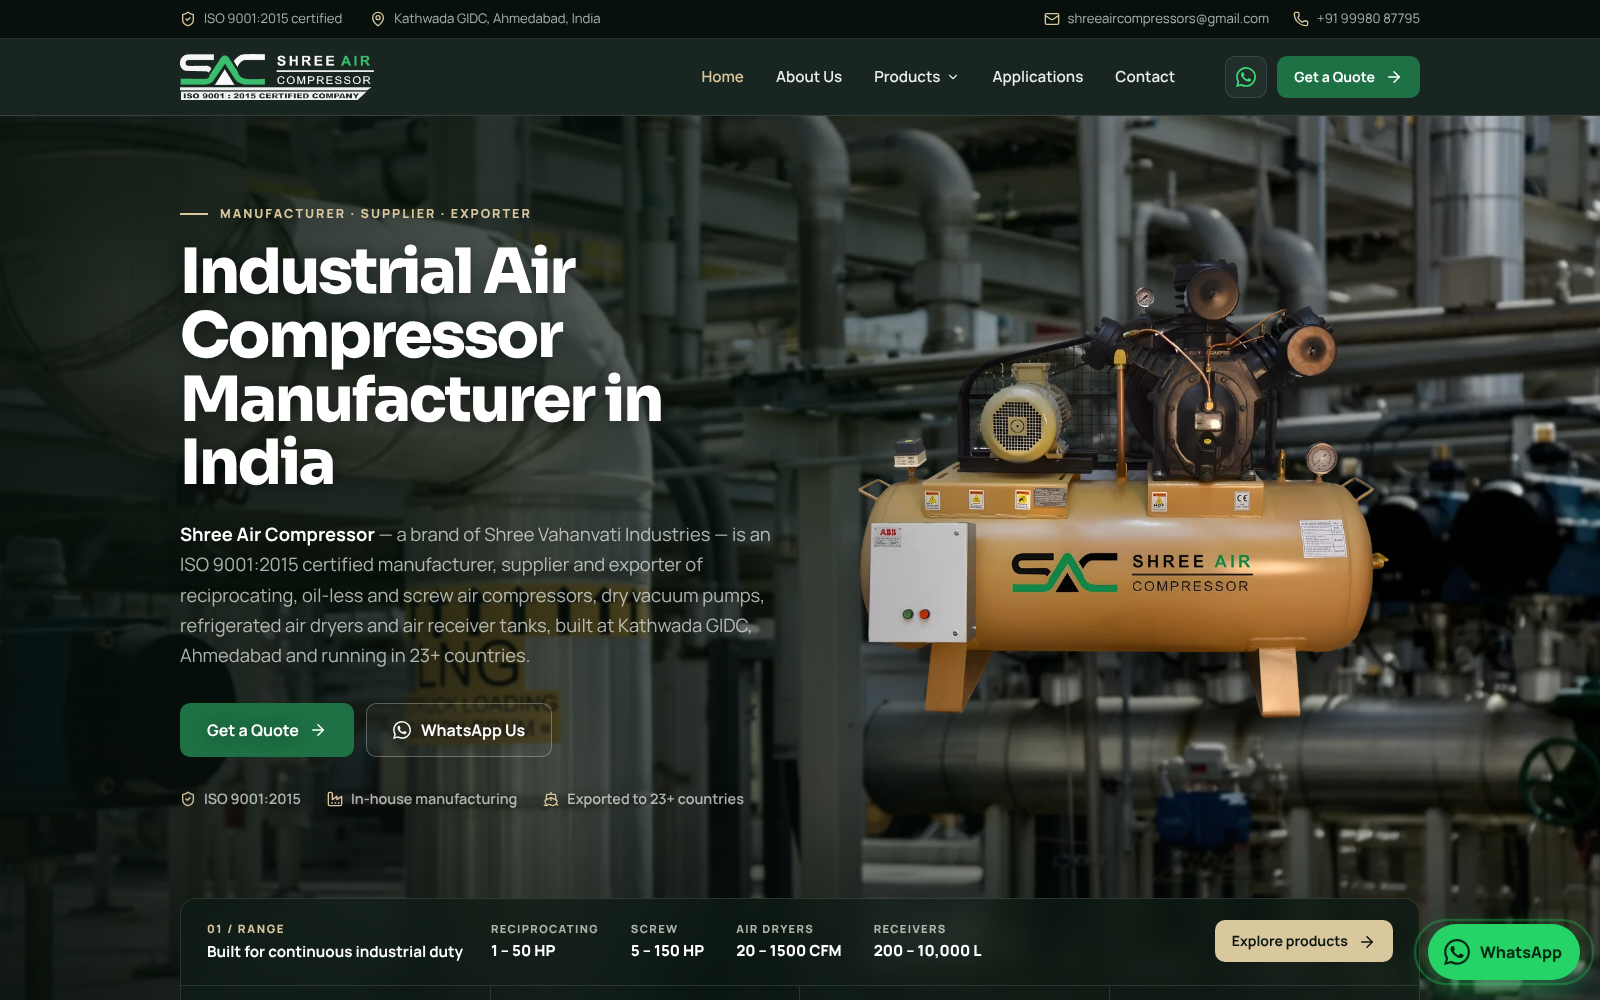 ISO 9001:2015 certified
Kathwada GIDC, Ahmedabad, India
shreeaircompressors@gmail.com
+91 99980 87795
SAC SHREE AIR
COMPRESSOR
ISO 9001 : 2015 CERTIFIED COMPANY
Home
About Us
Products
Applications
Contact
Get a Quote
MANUFACTURER · SUPPLIER · EXPORTER
Industrial Air
Compressor
Manufacturer in
India
Shree Air Compressor — a brand of Shree Vahanvati Industries — is an
ISO 9001:2015 certified manufacturer, supplier and exporter of
reciprocating, oil-less and screw air compressors, dry vacuum pumps,
refrigerated air dryers and air receiver tanks, built at Kathwada GIDC,
Ahmedabad and running in 23+ countries.
LNG
Get a Quote
WhatsApp Us
ISO 9001:2015
In-house manufacturing
Exported to 23+ countries
ABB
CE
SAC SHREE AIR
COMPRESSOR
01 / RANGE
Built for continuous industrial duty
RECIPROCATING
1 – 50 HP
SCREW
5 – 150 HP
AIR DRYERS
20 – 1500 CFM
RECEIVERS
200 – 10,000 L
Explore products
WhatsApp